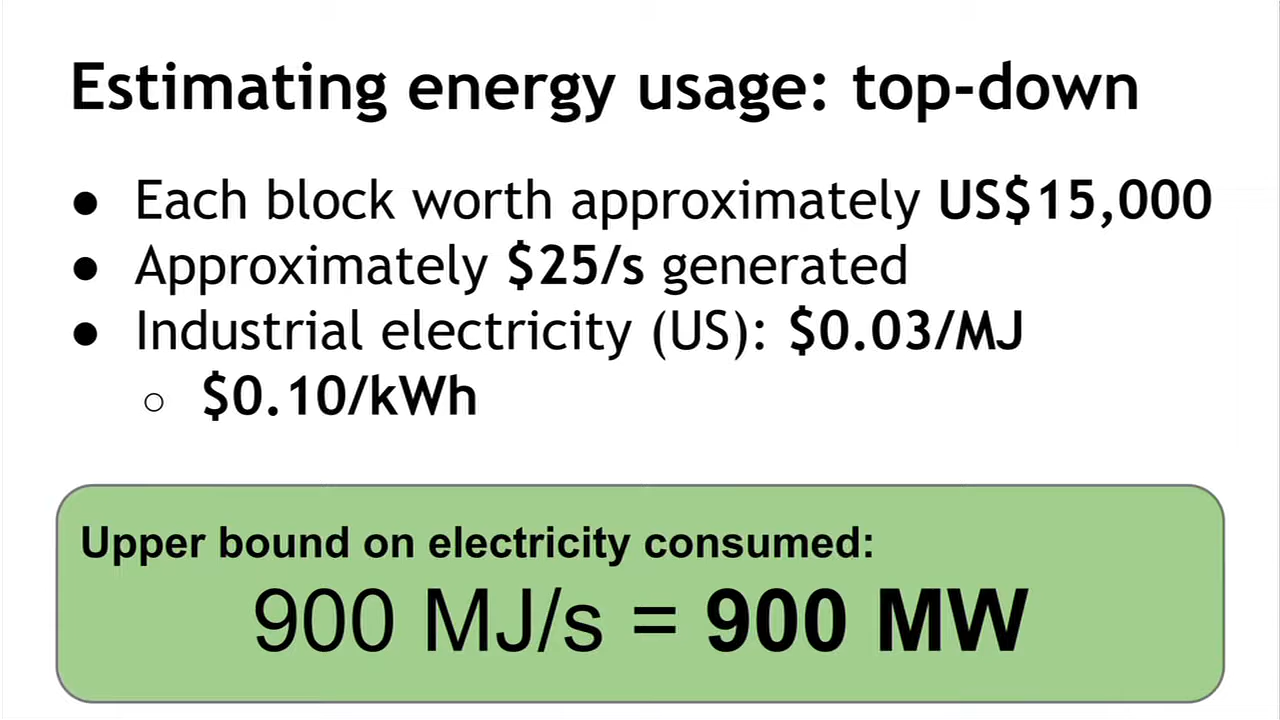 Estimating energy usage: top-down
● Each block worth approximately US$15,000
● Approximately $25/s generated
● Industrial electricity (US): $0.03/MJ
○ $0.10/kWh
Upper bound on electricity consumed:
900 MJ/s = 900 MW